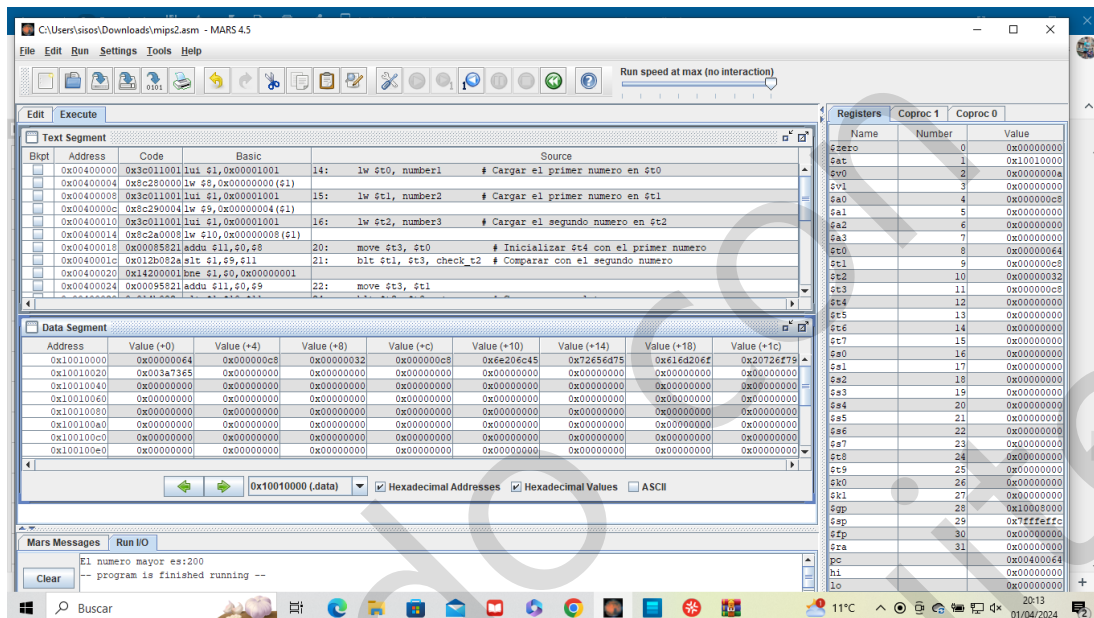 C:\Users\sisos\Downloads\mips2.asm - MARS 4.5
File Edit Run Settings Tools Help
Run speed at max (no interaction)
Edit Execute
Text Segment
Bkpt Address Code Basic Source
0x00400000 0x3c011001 lui $1,0x00001001 14: lw $t0, number1 # Cargar el primer numero en $t0
0x00400004 0x8c280000 lw $8,0x00000000($1)
0x00400008 0x3c011001 lui $1,0x00001001 15: lw $t1, number2 # Cargar el primer numero en $t1
0x0040000c 0x8c290004 lw $9,0x00000004($1)
0x00400010 0x3c011001 lui $1,0x00001001 16: lw $t2, number3 # Cargar el segundo numero en $t2
0x00400014 0x8c2a0008 lw $10,0x00000008($1)
0x00400018 0x00085821 addu $11,$0,$8 20: move $t3, $t0 # Inicializar $t4 con el primer numero
0x0040001c 0x012b082a slt $1,$9,$11 21: blt $t1, $t3, check_t2 # Comparar con el segundo numero
0x00400020 0x14200001 bne $1,$0,0x00000001
0x00400024 0x00095821 addu $11,$0,$9 22: move $t3, $t1
Data Segment
Address Value (+0) Value (+4) Value (+8) Value (+c) Value (+10) Value (+14) Value (+18) Value (+1c)
0x10010000 0x00000064 0x000000c8 0x00000032 0x000000c8 0x6e206c45 0x72656d75 0x616d206f 0x20726f79
0x10010020 0x003a7365 0x00000000 0x00000000 0x00000000 0x00000000 0x00000000 0x00000000 0x00000000
0x10010040 0x00000000 0x00000000 0x00000000 0x00000000 0x00000000 0x00000000 0x00000000 0x00000000
0x10010060 0x00000000 0x00000000 0x00000000 0x00000000 0x00000000 0x00000000 0x00000000 0x00000000
0x10010080 0x00000000 0x00000000 0x00000000 0x00000000 0x00000000 0x00000000 0x00000000 0x00000000
0x100100a0 0x00000000 0x00000000 0x00000000 0x00000000 0x00000000 0x00000000 0x00000000 0x00000000
0x100100c0 0x00000000 0x00000000 0x00000000 0x00000000 0x00000000 0x00000000 0x00000000 0x00000000
0x100100e0 0x00000000 0x00000000 0x00000000 0x00000000 0x00000000 0x00000000 0x00000000 0x00000000
0x10010000 (.data) Hexadecimal Addresses Hexadecimal Values ASCII
Mars Messages Run I/O
El numero mayor es:200
-- program is finished running --
Clear
Registers Coproc 1 Coproc 0
Name Number Value
$zero 0 0x00000000
$at 1 0x10010000
$v0 2 0x0000000a
$v1 3 0x00000000
$a0 4 0x000000c8
$a1 5 0x00000000
$a2 6 0x00000000
$a3 7 0x00000000
$t0 8 0x00000064
$t1 9 0x000000c8
$t2 10 0x00000032
$t3 11 0x000000c8
$t4 12 0x00000000
$t5 13 0x00000000
$t6 14 0x00000000
$t7 15 0x00000000
$s0 16 0x00000000
$s1 17 0x00000000
$s2 18 0x00000000
$s3 19 0x00000000
$s4 20 0x00000000
$s5 21 0x00000000
$s6 22 0x00000000
$s7 23 0x00000000
$t8 24 0x00000000
$t9 25 0x00000000
$k0 26 0x00000000
$k1 27 0x00000000
$gp 28 0x10008000
$sp 29 0x7fffeffc
$fp 30 0x00000000
$ra 31 0x00000000
pc 0x00400064
hi 0x00000000
lo 0x00000000
Buscar
11°C
20:13
01/04/2024